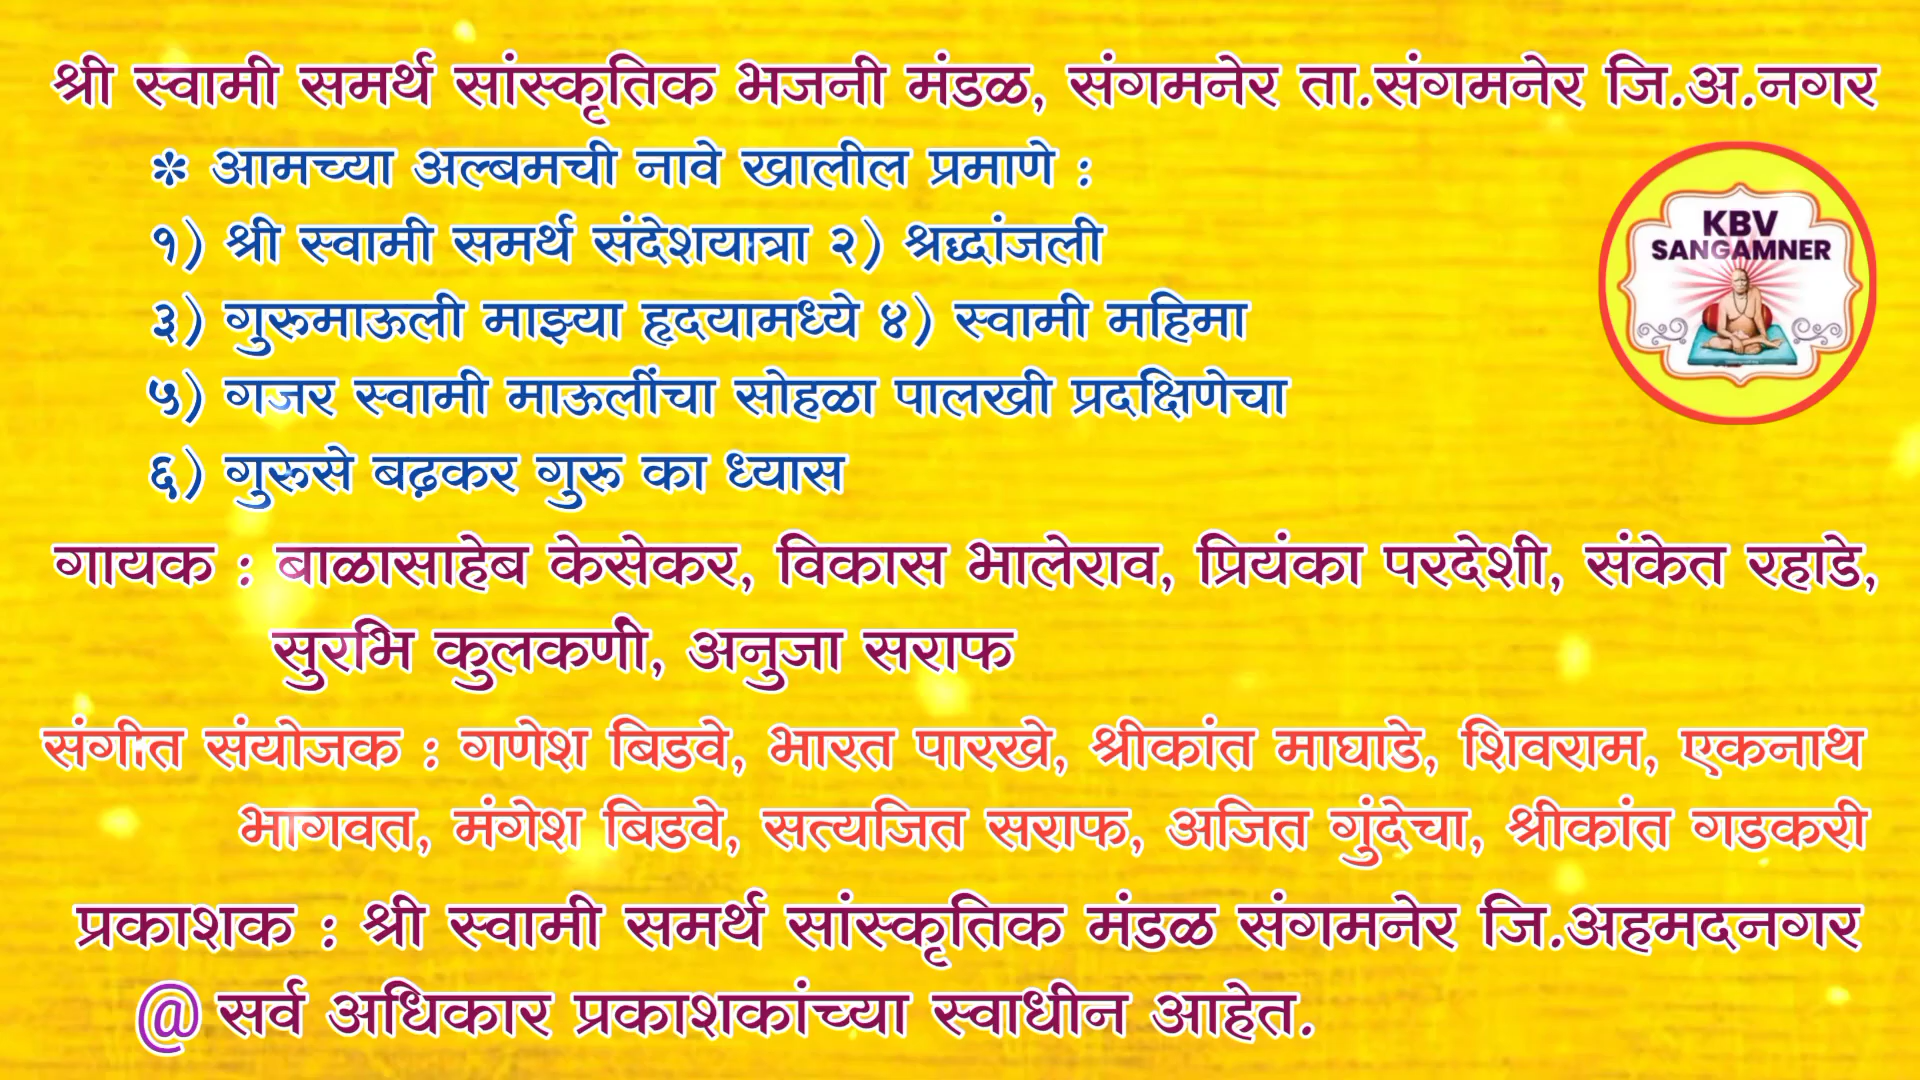 श्री स्वामी समर्थ सांस्कृतिक भजनी मंडळ, संगमनेर ता.संगमनेर जि.अ.नगर
✽ आमच्या अल्बमची नावे खालील प्रमाणे :
१) श्री स्वामी समर्थ संदेशयात्रा २) श्रद्धांजली
३) गुरुमाऊली माझ्या हृदयामध्ये ४) स्वामी महिमा
५) गजर स्वामी माऊलींचा सोहळा पालखी प्रदक्षिणेचा
६) गुरुसे बढ़कर गुरु का ध्यास
KBV
SANGAMNER
गायक : बाळासाहेब केसेकर, विकास भालेराव, प्रियंका परदेशी, संकेत रहाडे,
सुरभि कुलकर्णी, अनुजा सराफ
संगीत संयोजक : गणेश बिडवे, भारत पारखे, श्रीकांत माघाडे, शिवराम, एकनाथ
भागवत, मंगेश बिडवे, सत्यजित सराफ, अजित गुंदेचा, श्रीकांत गडकरी
प्रकाशक : श्री स्वामी समर्थ सांस्कृतिक मंडळ संगमनेर जि.अहमदनगर
@ सर्व अधिकार प्रकाशकांच्या स्वाधीन आहेत.